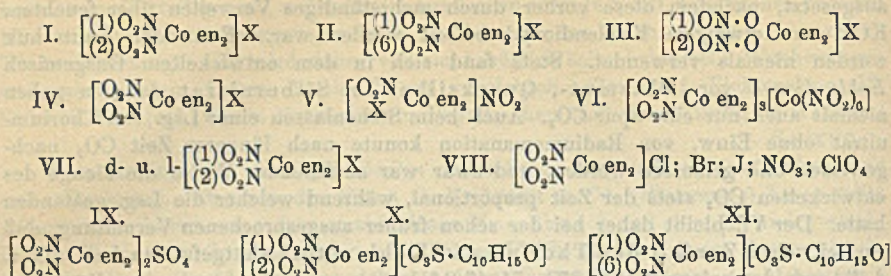 I. [(1)O₂N (2)O₂N Co en₂]X II. [(1)O₂N (6)O₂N Co en₂]X III. [(1)ON·O (2)ON·O Co en₂]X
IV. [O₂N O₂N Co en₂]X V. [O₂N X Co en₂]NO₂ VI. [O₂N O₂N Co en₂]₃[Co(NO₂)₆]
VII. d- u. l-[(1)O₂N (2)O₂N Co en₂]X VIII. [O₂N O₂N Co en₂]Cl; Br; J; NO₃; ClO₄
IX. X. XI.
[O₂N O₂N Co en₂]₂SO₄ [(1)O₂N (2)O₂N Co en₂][O₃S·C₁₀H₁₅O] [(1)O₂N (6)O₂N Co en₂][O₃S·C₁₀H₁₅O]